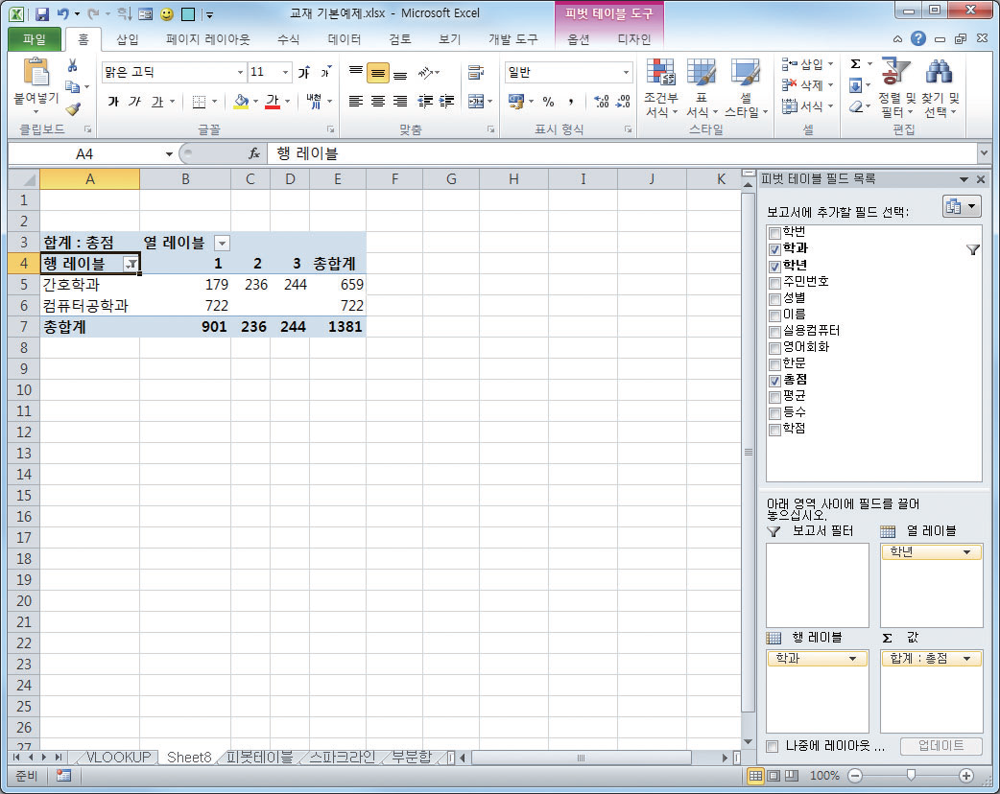 교재 기본예제.xlsx - Microsoft Excel
피벗 테이블 도구
파일 홈 삽입 페이지 레이아웃 수식 데이터 검토 보기 개발 도구 옵션 디자인
붙여넣기
클립보드
맑은 고딕 11 가 가
가 가 가 가 내천
글꼴
맞춤
일반
% ,
표시 형식
조건부 서식
표 서식
셀 스타일
스타일
삽입
삭제
서식
셀
Σ
정렬 및 필터
찾기 및 선택
편집
A4 fx 행 레이블
A B C D E F G H I J K
1
2
3 합계 : 총점 열 레이블
4 행 레이블 1 2 3 총합계
5 간호학과 179 236 244 659
6 컴퓨터공학과 722 722
7 총합계 901 236 244 1381
8
9
10
11
12
13
14
15
16
17
18
19
20
21
22
23
24
25
26
27
피벗 테이블 필드 목록
보고서에 추가할 필드 선택:
학번
학과
학년
주민번호
성별
이름
실용컴퓨터
영어회화
한문
총점
평균
등수
학점
아래 영역 사이에 필드를 끌어
놓으십시오.
보고서 필터 열 레이블
학년
행 레이블 Σ 값
학과 합계 : 총점
나중에 레이아웃 ... 업데이트
VLOOKUP Sheet8 피봇테이블 스파크라인 부분합
준비 100%